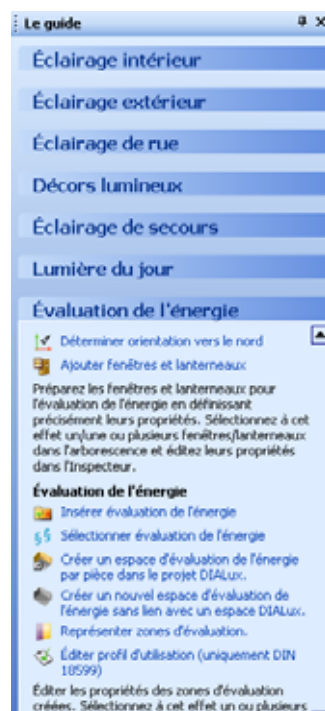 Le guide
Éclairage intérieur
Éclairage extérieur
Éclairage de rue
Décors lumineux
Éclairage de secours
Lumière du jour
Évaluation de l'énergie
Déterminer orientation vers le nord
Ajouter fenêtres et lanterneaux
Préparez les fenêtres et lanterneaux pour
l'évaluation de l'énergie en définissant
précisément leurs propriétés. Sélectionnez à cet
effet un/une ou plusieurs fenêtres/lanterneaux
dans l'arborescence et éditez leurs propriétés
dans l'Inspecteur.
Évaluation de l'énergie
Insérer évaluation de l'énergie
Sélectionner évaluation de l'énergie
Créer un espace d'évaluation de l'énergie
par pièce dans le projet DIALux.
Créer un nouvel espace d'évaluation de
l'énergie sans lien avec un espace DIALux.
Représenter zones d'évaluation.
Éditer profil d'utilisation (uniquement DIN
18599)
Éditer les propriétés des zones d'évaluation
créées. Sélectionnez à cet effet un ou plusieurs